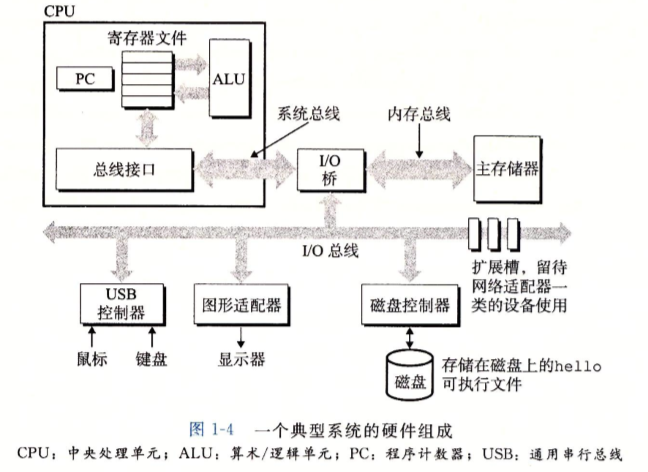 CPU
寄存器文件
PC
ALU
系统总线
内存总线
总线接口
I/O
桥
主存储器
I/O 总线
扩展槽，留待
网络适配器一
类的设备使用
USB
控制器
图形适配器
磁盘控制器
鼠标
键盘
显示器
磁盘
存储在磁盘上的hello
可执行文件
图 1-4 一个典型系统的硬件组成
CPU：中央处理单元；ALU：算术/逻辑单元；PC：程序计数器；USB：通用串行总线